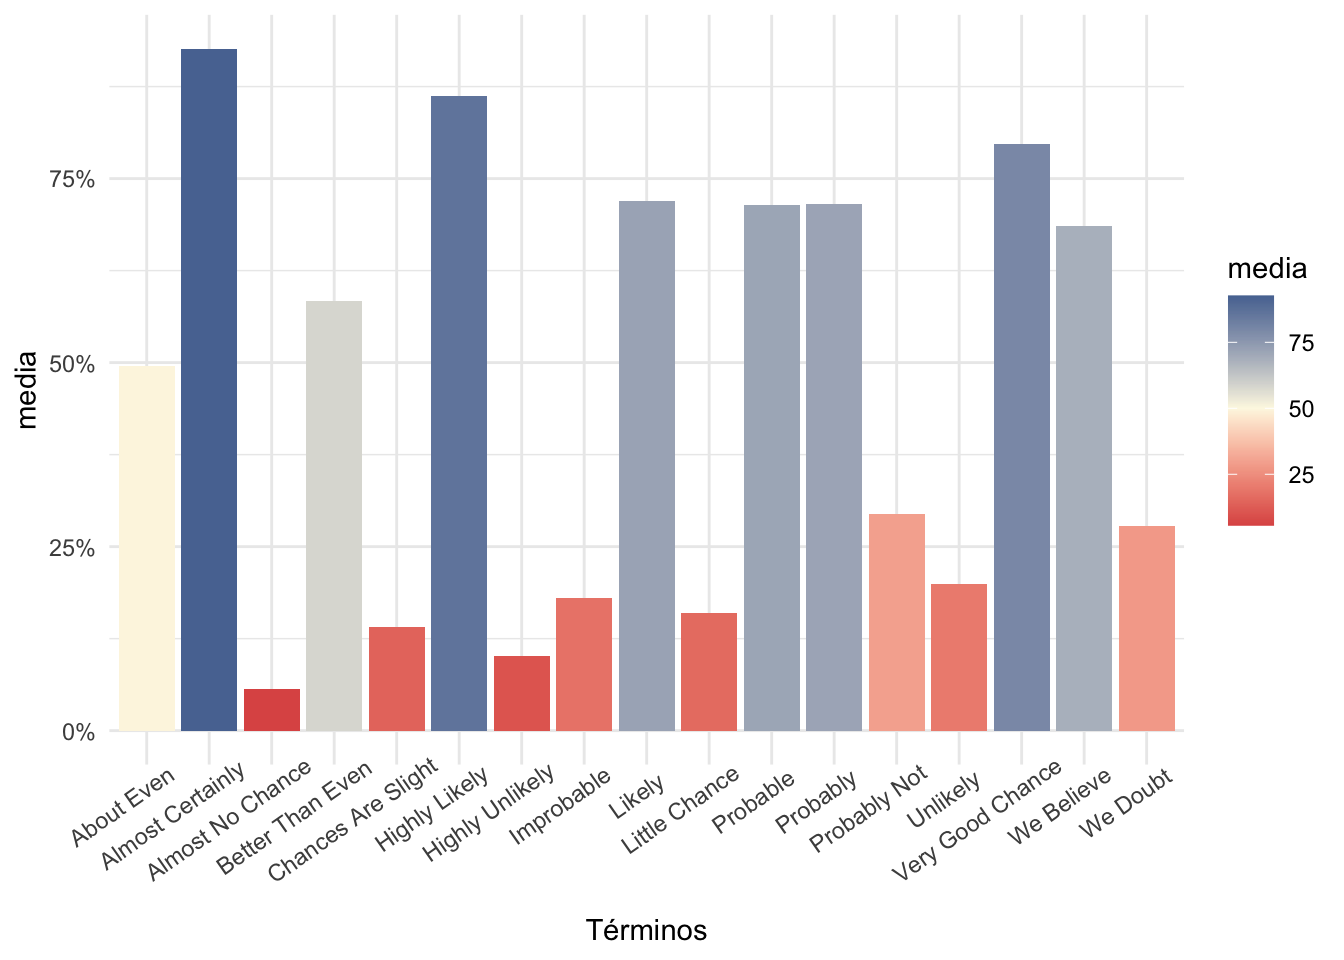 75%
50%
25%
0%
media
About Even
Almost Certainly
Almost No Chance
Better Than Even
Chances Are Slight
Highly Likely
Highly Unlikely
Improbable
Likely
Little Chance
Probable
Probably
Probably Not
Unlikely
Very Good Chance
We Believe
We Doubt
Términos
media
75
50
25